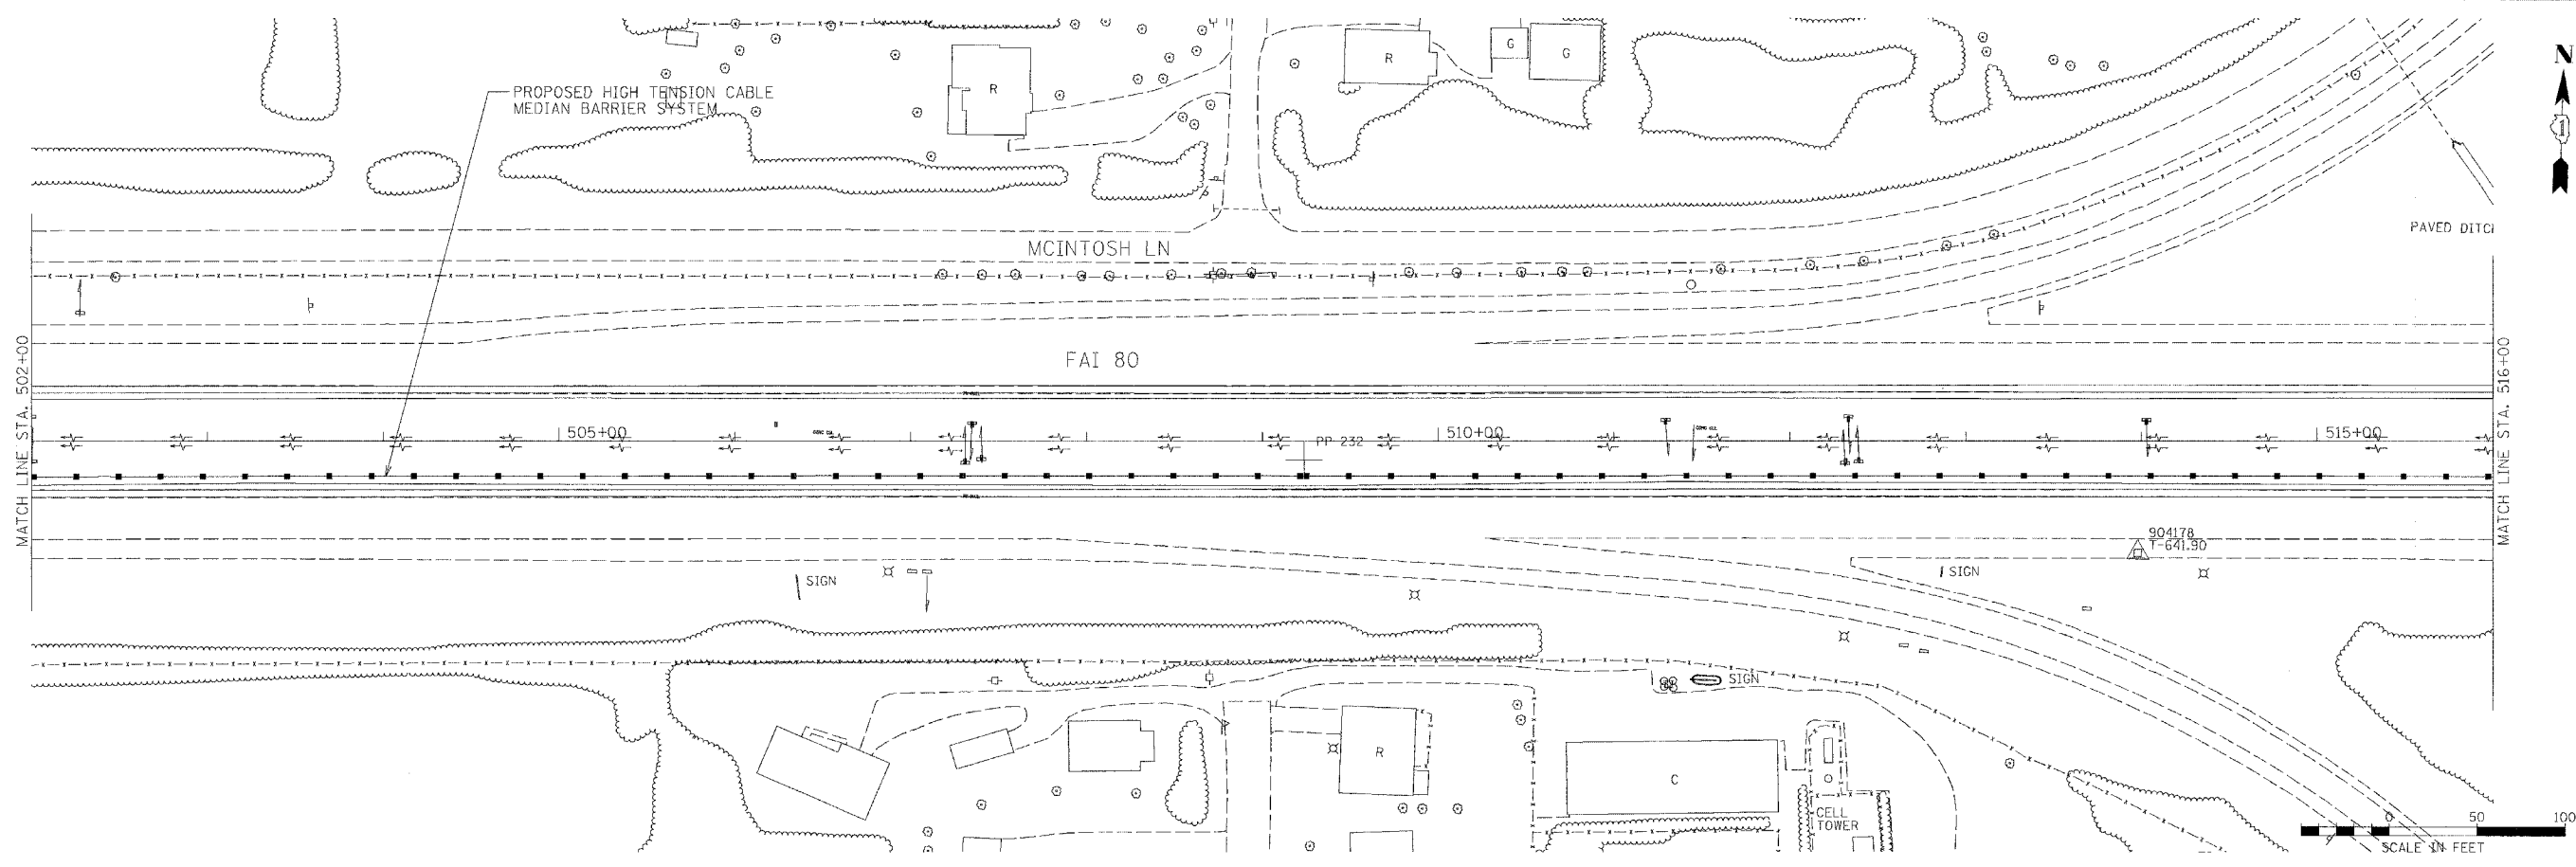 N
R
R
G
G
PROPOSED HIGH TENSION CABLE
MEDIAN BARRIER SYSTEM
PAVED DITC
MCINTOSH LN
FAI 80
MATCH LINE STA. 502+00
MATCH LINE STA. 516+00
505+00
PP 232
510+00
515+00
904178
T-641.90
SIGN
SIGN
SIGN
R
C
CELL
TOWER
0 50 100
SCALE IN FEET